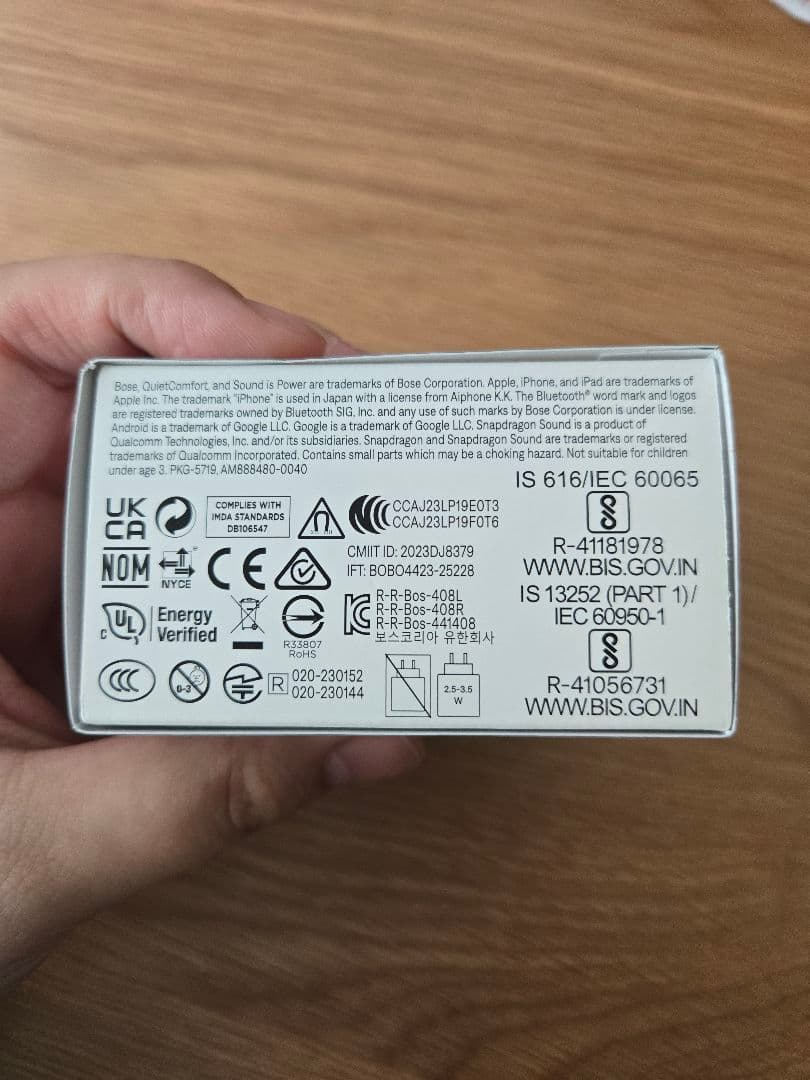 Bose, QuietComfort, and Sound is Power are trademarks of Bose Corporation. Apple, iPhone, and iPad are trademarks of
Apple Inc. The trademark "iPhone" is used in Japan with a license from Aiphone K.K. The Bluetooth® word mark and logos
are registered trademarks owned by Bluetooth SIG, Inc. and any use of such marks by Bose Corporation is under license.
Android is a trademark of Google LLC. Google is a trademark of Google LLC. Snapdragon Sound is a product of
Qualcomm Technologies, Inc. and/or its subsidiaries. Snapdragon and Snapdragon Sound are trademarks or registered
trademarks of Qualcomm Incorporated. Contains small parts which may be a choking hazard. Not suitable for children
under age 3. PKG-5719, AM888480-0040
UK
CA
COMPLIES WITH
IMDA STANDARDS
DB106547
CCAJ23LP19E0T3
CCAJ23LP19F0T6
NOM
NYCE
CE
CMIIT ID: 2023DJ8379
IFT: BOBO4423-25228
C UL US
Energy
Verified
R33807
RoHS
R-R-Bos-408L
R-R-Bos-408R
R-R-Bos-441408
보스코리아 유한회사
CCC
0-3
R
020-230152
020-230144
2.5-3.5
W
IS 616/IEC 60065
R-41181978
WWW.BIS.GOV.IN
IS 13252 (PART 1)/
IEC 60950-1
R-41056731
WWW.BIS.GOV.IN